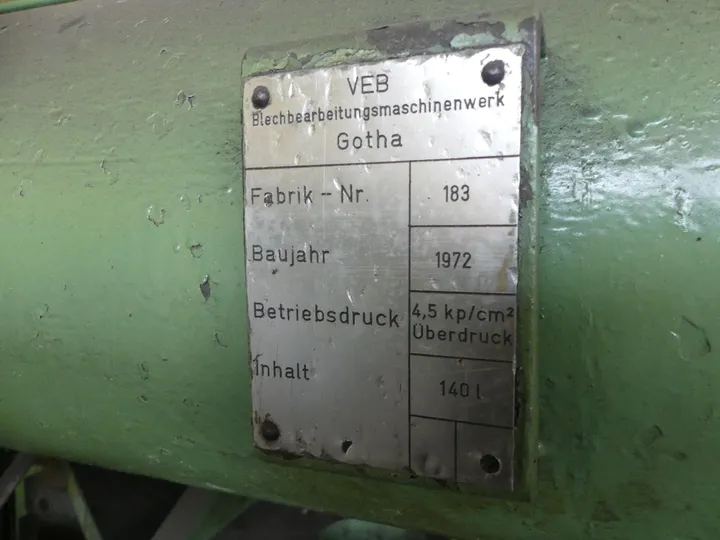 VEB
Blechbearbeitungsmaschinenwerk
Gotha
Fabrik – Nr. 183
Baujahr 1972
Betriebsdruck 4,5 kp/cm²
Überdruck
Inhalt 140 l